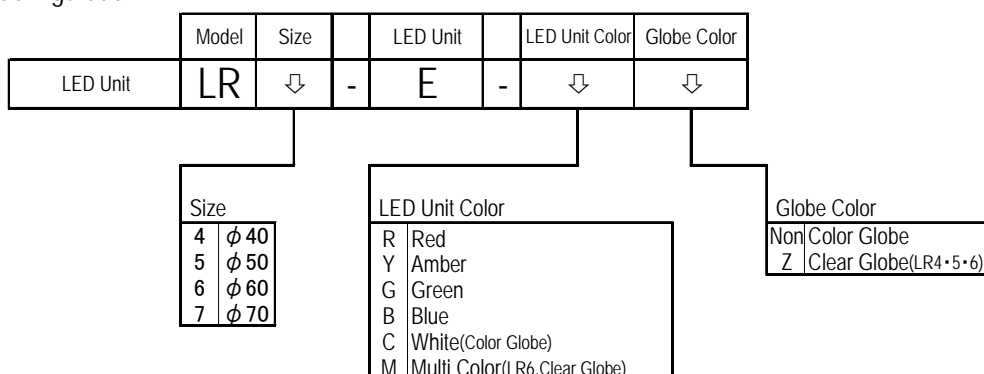 Model Size LED Unit LED Unit Color Globe Color
LED Unit LR ⇩ - E - ⇩ ⇩
Size
4 φ40
5 φ50
6 φ60
7 φ70
LED Unit Color
R Red
Y Amber
G Green
B Blue
C White(Color Globe)
M Multi Color(LR6,Clear Globe)
Globe Color
Non Color Globe
Z Clear Globe(LR4・5・6)